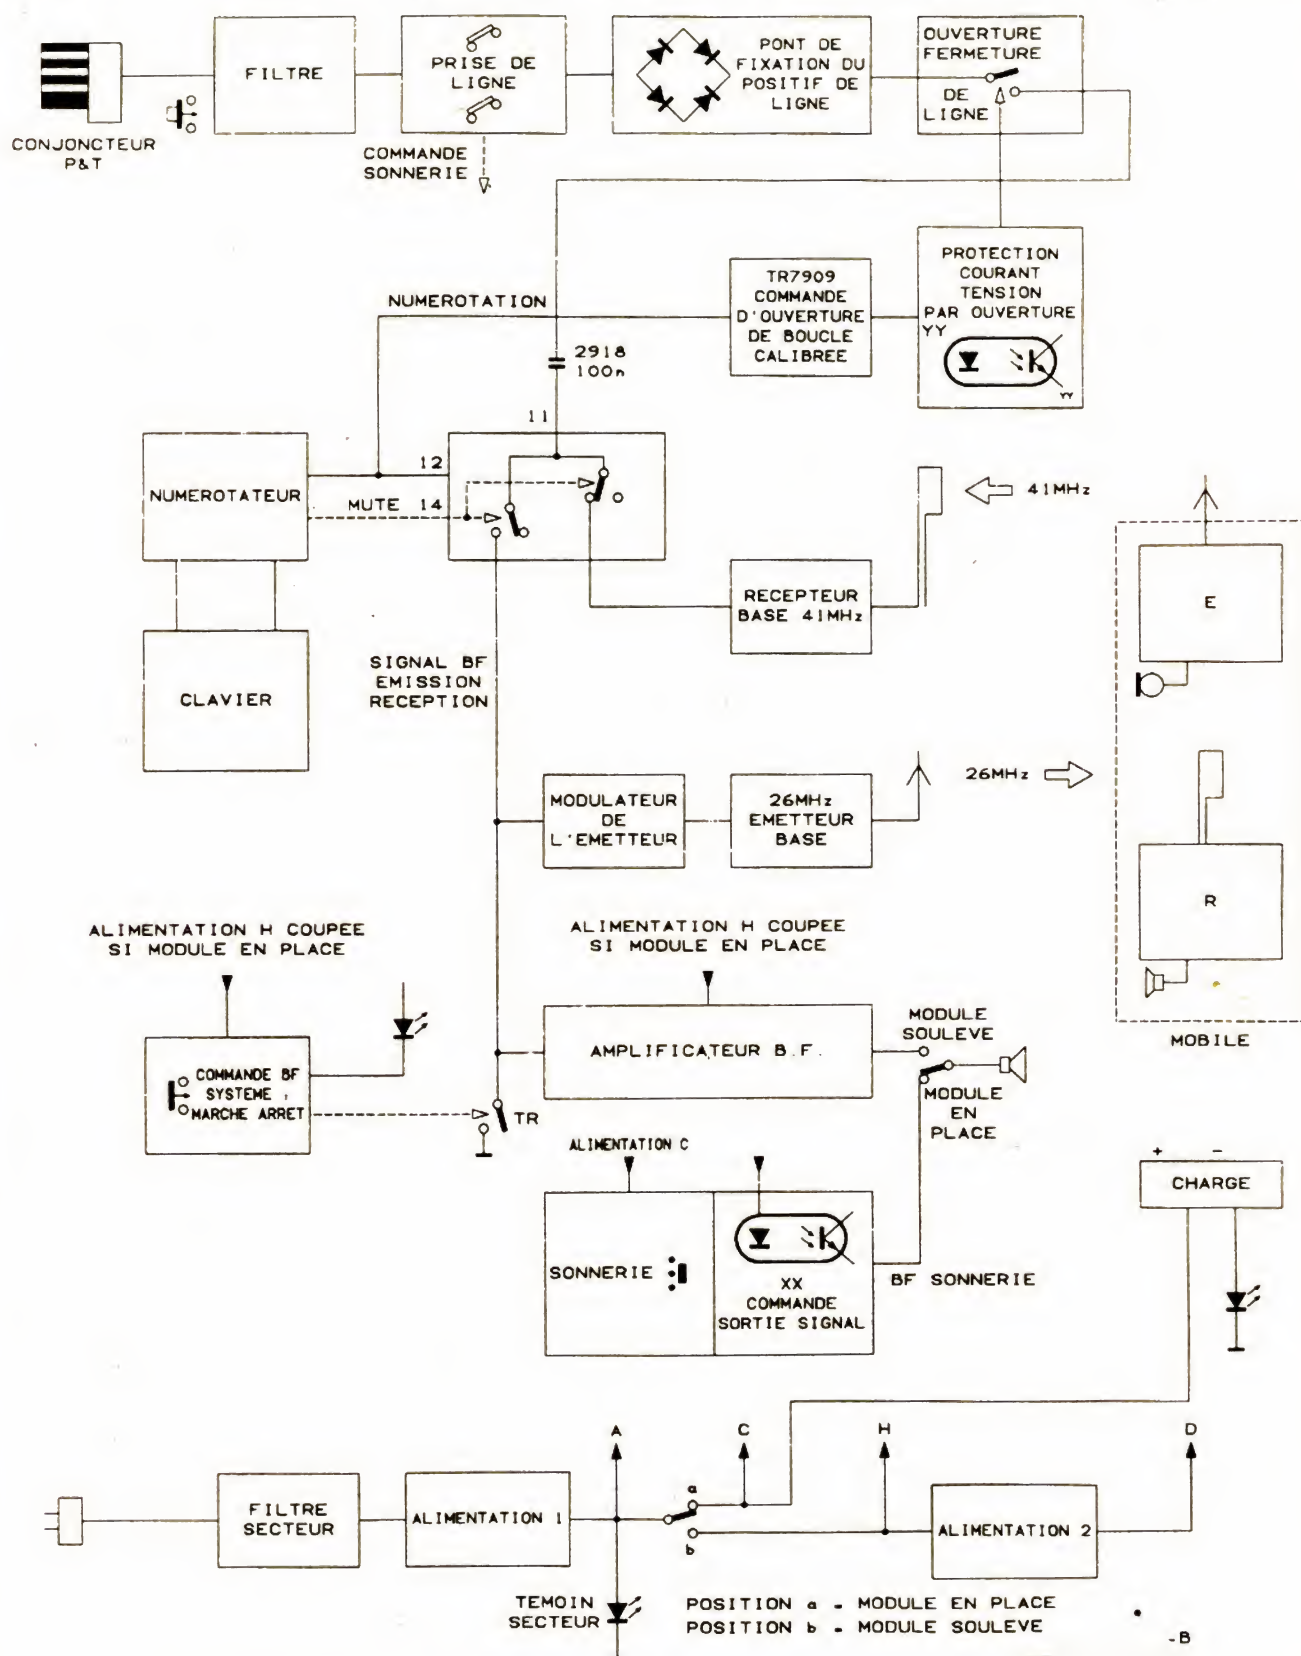 CONJONCTEUR
P&T
FILTRE
PRISE DE
LIGNE
COMMANDE
SONNERIE
PONT DE
FIXATION DU
POSITIF DE
LIGNE
OUVERTURE
FERMETURE
DE
LIGNE
NUMEROTATION
TR7909
COMMANDE
D'OUVERTURE
DE BOUCLE
CALIBREE
PROTECTION
COURANT
TENSION
PAR OUVERTURE
YY
YY
2918
100n
11
12
NUMEROTATEUR
MUTE 14
41MHz
E
RECEPTEUR
BASE 41MHz
CLAVIER
SIGNAL BF
EMISSION
RECEPTION
MODULATEUR
DE
L'EMETTEUR
26MHz
EMETTEUR
BASE
26MHz
R
MOBILE
ALIMENTATION H COUPEE
SI MODULE EN PLACE
ALIMENTATION H COUPEE
SI MODULE EN PLACE
COMMANDE BF
SYSTEME
MARCHE ARRET
TR
AMPLIFICATEUR B.F.
MODULE
SOULEVE
MODULE
EN
PLACE
ALIMENTATION C
SONNERIE
XX
COMMANDE
SORTIE SIGNAL
BF SONNERIE
+ -
CHARGE
A
C
H
D
FILTRE
SECTEUR
ALIMENTATION 1
a
b
ALIMENTATION 2
TEMOIN
SECTEUR
POSITION a - MODULE EN PLACE
POSITION b - MODULE SOULEVE
-B